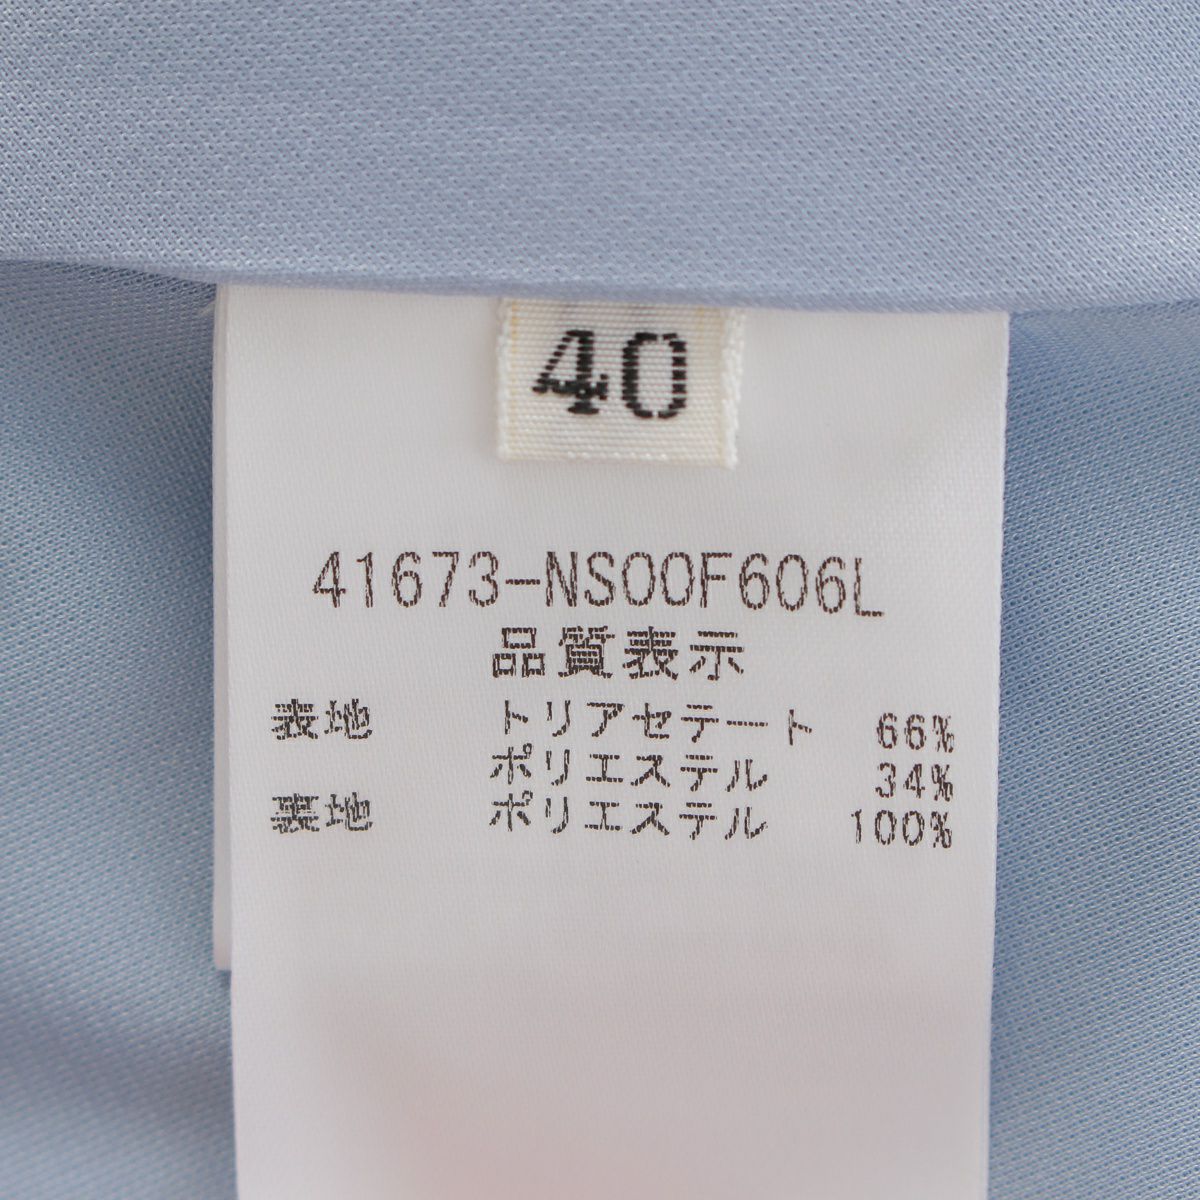 40
41673-NS00F606L
品質表示
表地 トリアセテート 66%
ポリエステル 34%
裏地 ポリエステル 100%